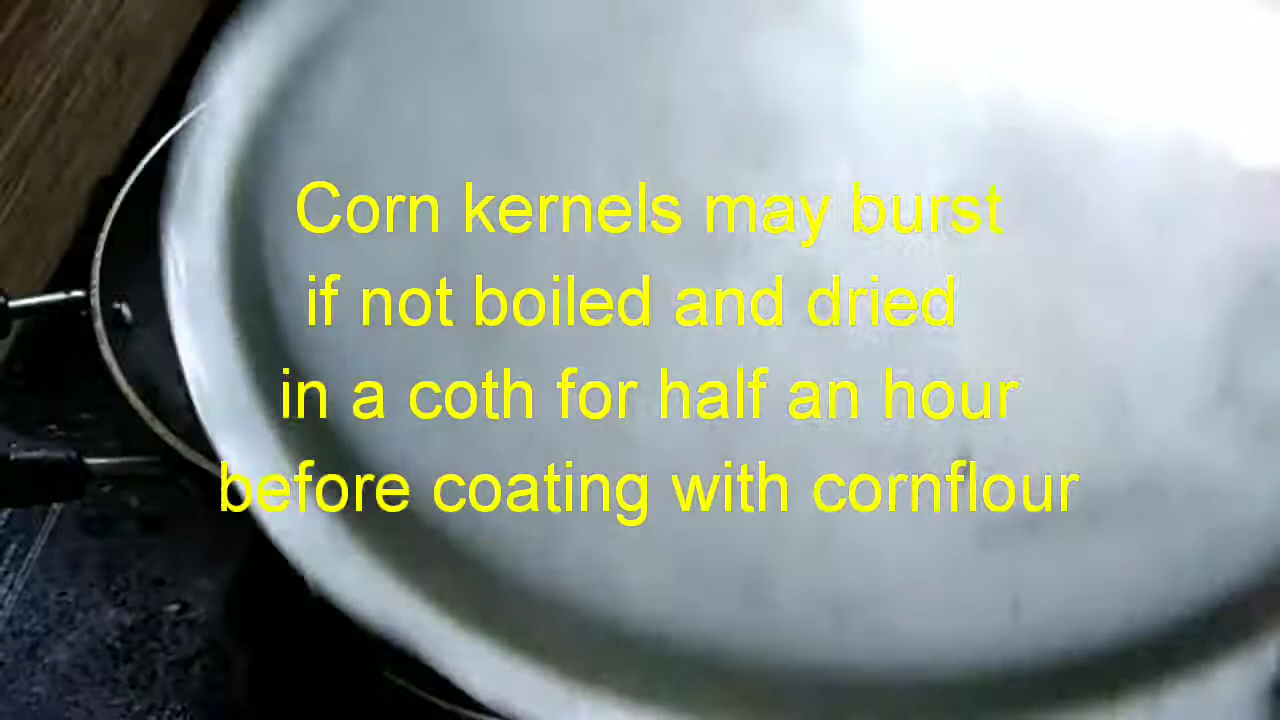 Corn kernels may burst
if not boiled and dried
in a coth for half an hour
before coating with cornflour